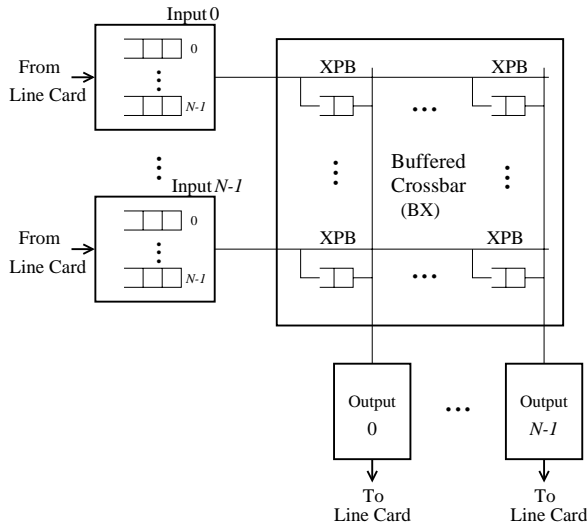 Input 0
0
From
Line Card
N-1
XPB
XPB
Buffered
Crossbar
(BX)
Input N-1
0
From
Line Card
N-1
XPB
XPB
Output
0
Output
N-1
To
Line Card
To
Line Card